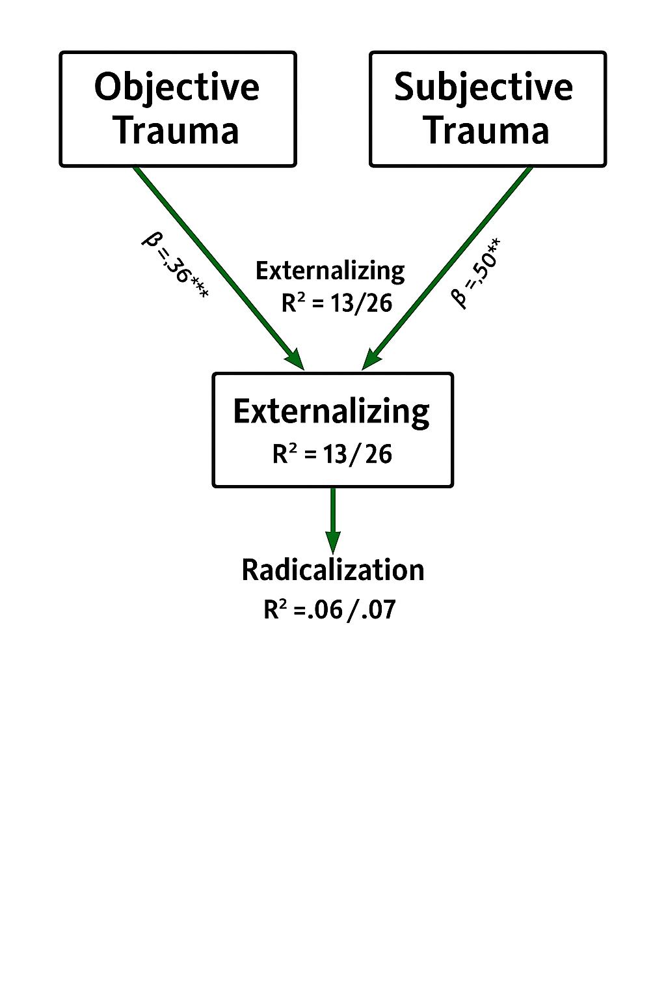 Objective
Trauma
Subjective
Trauma
β =,36***
β =,50**
Externalizing
R² = 13/26
Externalizing
R² = 13/ 26
Radicalization
R² =.06 / .07